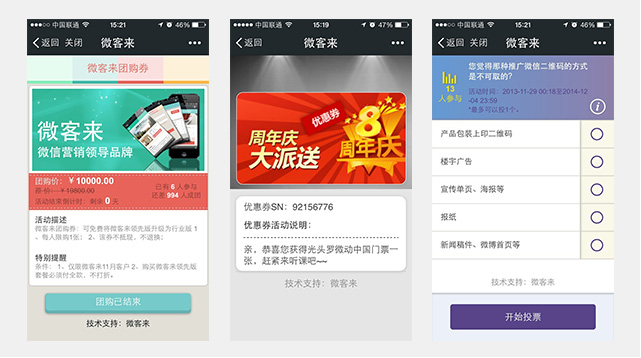 中国联通
15:21
46%
返回 关闭
微客来
微客来团购券
微客来
微信营销领导品牌
团购价：￥10000.00
原价：￥19800.00
活动结束倒计时：剩余 0 天
已有 6 人参与
还差 994 人成团
活动描述
微客来团购券：可免费将微客来领先版升级为行业版 1
、每人限购1张； 2、该券不抵现、不退换；
特别提醒
条件： 1、仅限微客来11月客户 2、购买微客来领先版
套餐必须付全款、不打折。
团购已结束
技术支持：微客来
中国联通
15:19
47%
返回
微客来
优惠券
周年庆
大派送
8
周年庆
优惠券SN：92156776
优惠券活动说明：
亲，恭喜您获得光头罗微动中国门票一
张，赶紧来听课吧~~
技术支持：微客来
中国联通
15:21
46%
返回 关闭
微客来
13
人参与
您觉得那种推广微信二维码的方式
是不可取的?
活动时间：2013-11-29 00:18至2014-12
-04 23:59
*最多可以投1个。
产品包装上印二维码
楼宇广告
宣传单页、海报等
报纸
新闻稿件、微博首页等
技术支持：微客来
开始投票